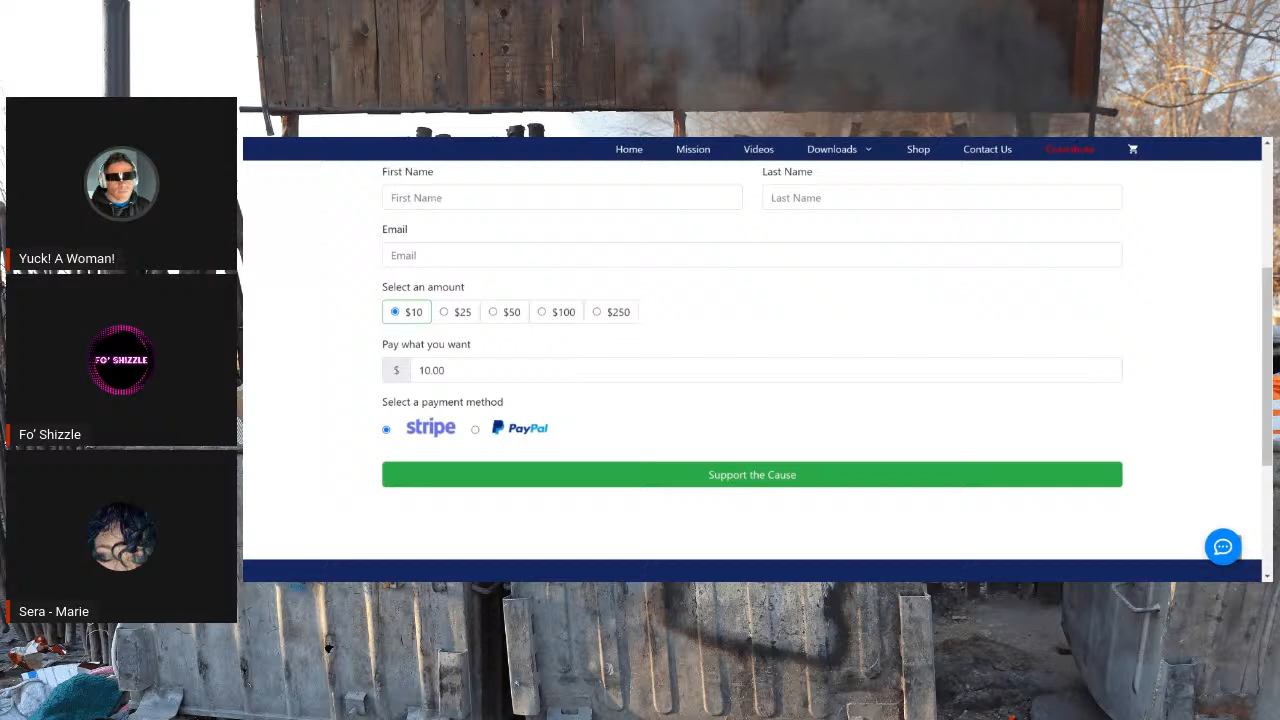 Yuck! A Woman!
FO' SHIZZLE
Fo' Shizzle
Sera - Marie
Home Mission Videos Downloads Shop Contact Us Contribute
First Name Last Name
First Name Last Name
Email
Email
Select an amount
$10 $25 $50 $100 $250
Pay what you want
$ 10.00
Select a payment method
stripe PayPal
Support the Cause